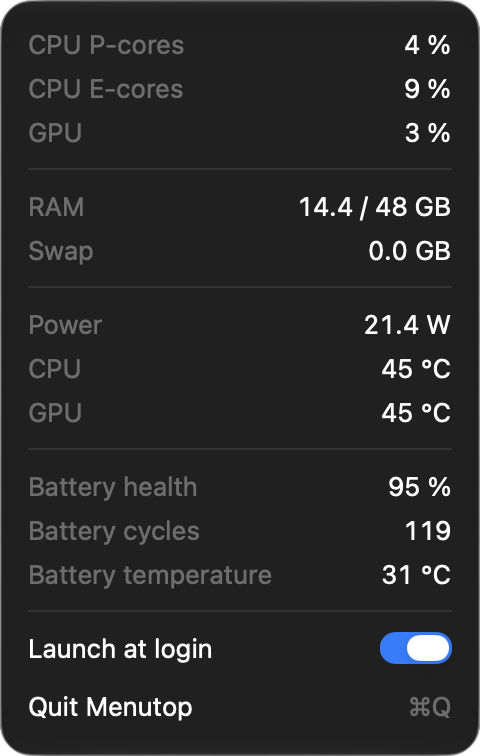 CPU P-cores 4 %
CPU E-cores 9 %
GPU 3 %
RAM 14.4 / 48 GB
Swap 0.0 GB
Power 21.4 W
CPU 45 °C
GPU 45 °C
Battery health 95 %
Battery cycles 119
Battery temperature 31 °C
Launch at login
Quit Menutop ⌘Q